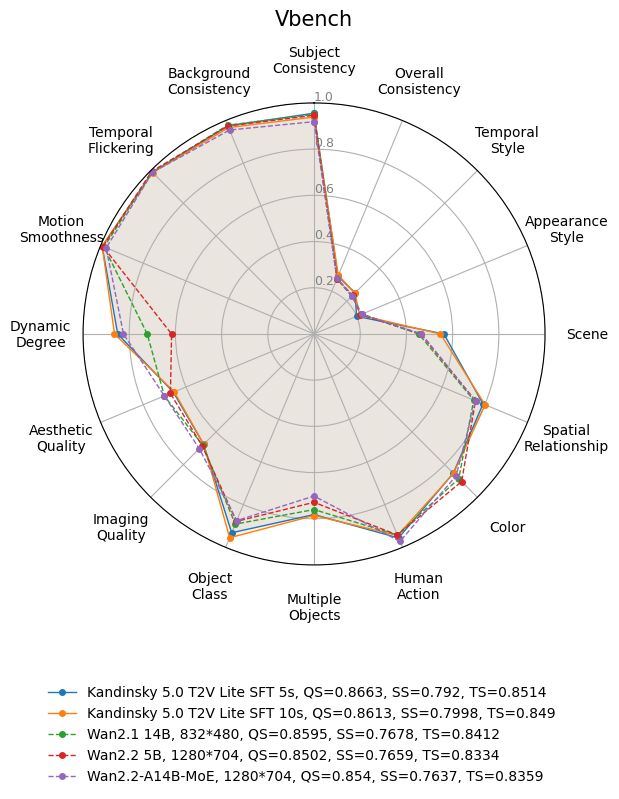 Vbench
Subject
Consistency
Background
Consistency
Overall
Consistency
Temporal
Flickering
Temporal
Style
Motion
Smoothness
Appearance
Style
Dynamic
Degree
Scene
Aesthetic
Quality
Spatial
Relationship
Imaging
Quality
Color
Object
Class
Human
Action
Multiple
Objects
1.0
0.8
0.6
0.4
0.2
Kandinsky 5.0 T2V Lite SFT 5s, QS=0.8663, SS=0.792, TS=0.8514
Kandinsky 5.0 T2V Lite SFT 10s, QS=0.8613, SS=0.7998, TS=0.849
Wan2.1 14B, 832*480, QS=0.8595, SS=0.7678, TS=0.8412
Wan2.2 5B, 1280*704, QS=0.8502, SS=0.7659, TS=0.8334
Wan2.2-A14B-MoE, 1280*704, QS=0.854, SS=0.7637, TS=0.8359